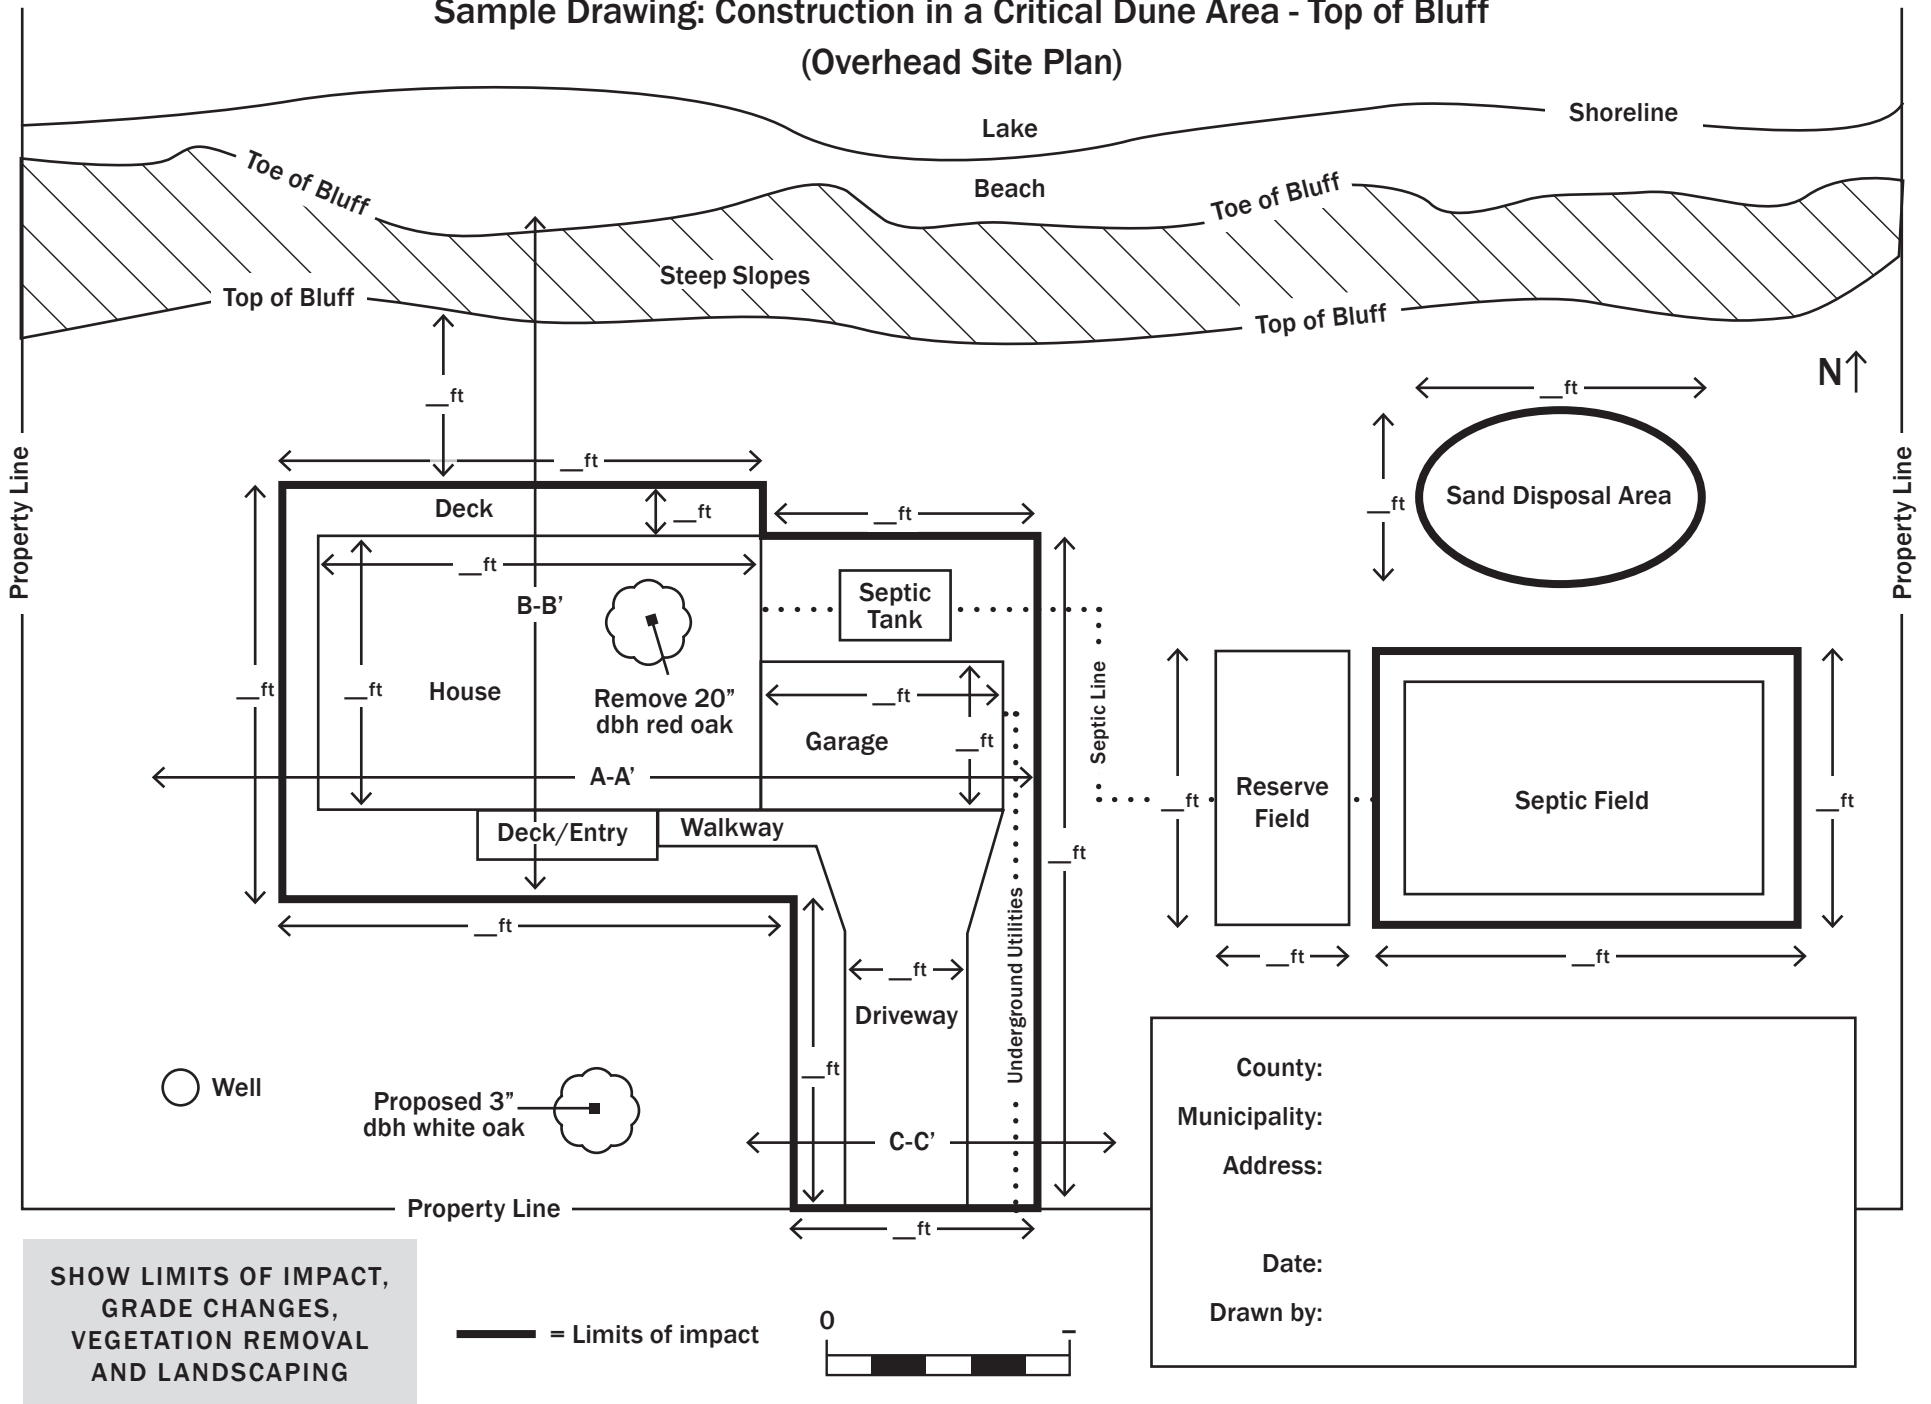 Sample Drawing: Construction in a Critical Dune Area - Top of Bluff
(Overhead Site Plan)
Shoreline
Lake
Beach
Toe of Bluff
Toe of Bluff
Steep Slopes
Top of Bluff
Top of Bluff
N
__ft
__ft
__ft
__ft
Property Line
Property Line
Deck
__ft
__ft
Sand Disposal Area
__ft
B-B’
Septic
Tank
__ft
__ft
House
Remove 20”
dbh red oak
__ft
Garage
__ft
Septic Line
A-A’
__ft
Reserve
Field
Septic Field
__ft
Deck/Entry
Walkway
__ft
__ft
__ft
__ft
__ft
Underground Utilities
Driveway
__ft
Well
Proposed 3”
dbh white oak
C-C’
Property Line
__ft
County:
Municipality:
Address:
Date:
Drawn by:
SHOW LIMITS OF IMPACT,
GRADE CHANGES,
VEGETATION REMOVAL
AND LANDSCAPING
= Limits of impact
0
_